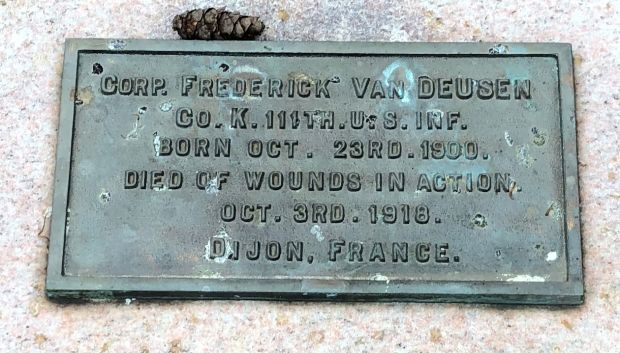 CORP. FREDERICK VAN DEUSEN
CO. K. 111TH. U. S. INF.
BORN OCT. 23RD. 1900.
DIED OF WOUNDS IN ACTION.
OCT. 3RD. 1918.
DIJON, FRANCE.